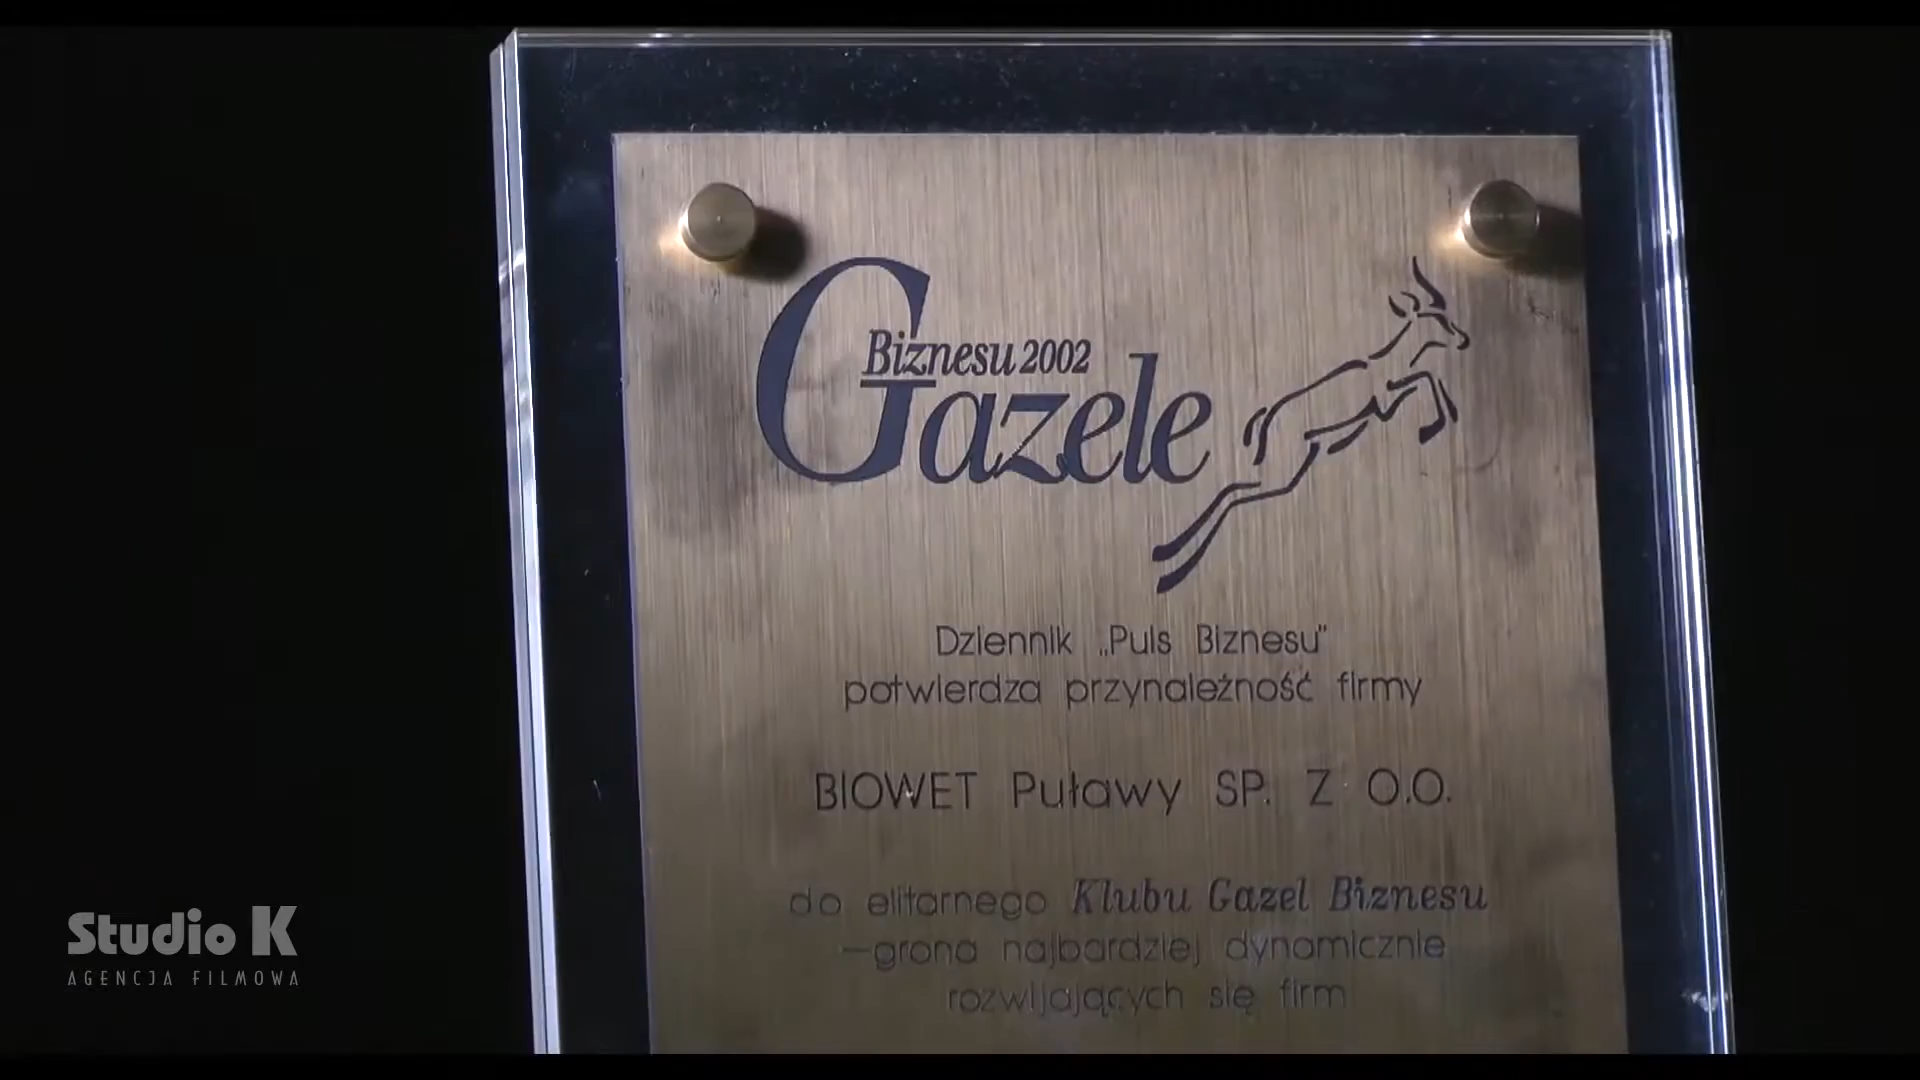 Biznesu 2002
Gazele
Dziennik „Puls Biznesu”
potwierdza przynależność firmy
BIOWET Puławy SP. Z O.O.
do elitarnego Klubu Gazel Biznesu
—grona najbardziej dynamicznie
rozwijających się firm
Studio K
AGENCJA FILMOWA